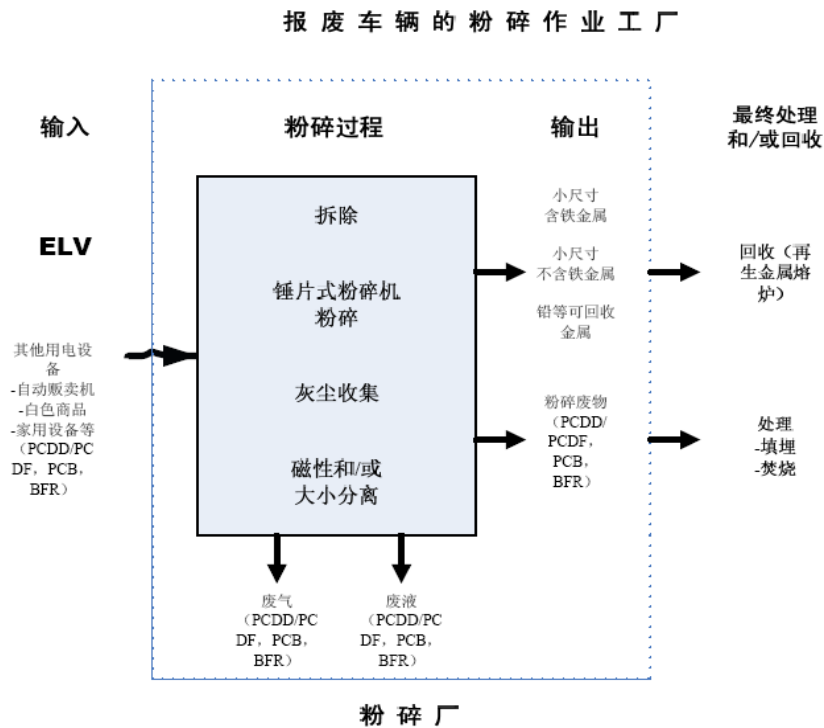 报废车辆的粉碎作业工厂
输入
粉碎过程
输出
最终处理
和/或回收
ELV
其他用电设
备
-自动贩卖机
-白色商品
-家用设备等
（PCDD/PC
DF，PCB，
BFR）
拆除
锤片式粉碎机
粉碎
灰尘收集
磁性和/或
大小分离
小尺寸
含铁金属
小尺寸
不含铁金属
铅等可回收
金属
粉碎废物
（PCDD/
PCDF，
PCB，
BFR）
回收（再
生金属熔
炉）
处理
-填埋
-焚烧
废气
（PCDD/PC
DF，PCB，
BFR）
废液
（PCDD/PC
DF，PCB，
BFR）
粉碎厂